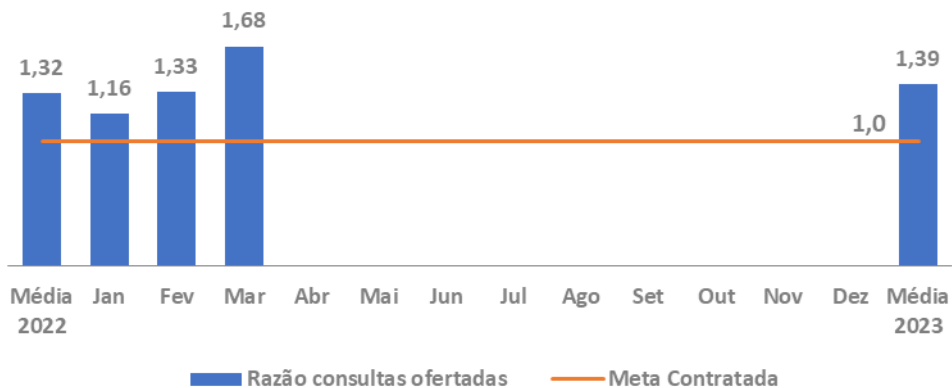 1,32
1,16
1,33
1,68
1,0
1,39
Média 2022
Jan
Fev
Mar
Abr
Mai
Jun
Jul
Ago
Set
Out
Nov
Dez
Média 2023
Razão consultas ofertadas
Meta Contratada